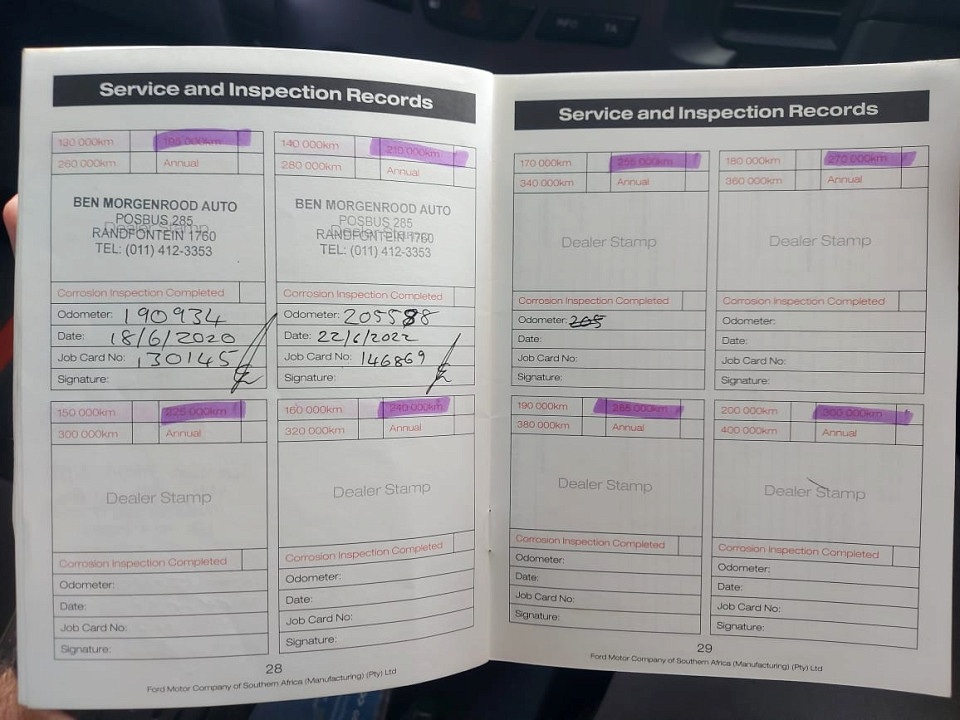 Service and Inspection Records
120 000km 195 000km
260 000km Annual
BEN MORGENROOD AUTO
POSBUS 285
Dealer Stamp
RANDFONTEIN 1760
TEL: (011) 412-3353
Corrosion Inspection Completed
Odometer: 190934
Date: 18/6/2020
Job Card No: 130145
Signature:
140 000km 210 000km
280 000km Annual
BEN MORGENROOD AUTO
POSBUS 285
Dealer Stamp
RANDFONTEIN 1760
TEL: (011) 412-3353
Corrosion Inspection Completed
Odometer: 205588
Date: 22/6/2022
Job Card No: 146869
Signature:
150 000km 225 000km
300 000km Annual
Dealer Stamp
Corrosion Inspection Completed
Odometer:
Date:
Job Card No:
Signature:
160 000km 240 000km
320 000km Annual
Dealer Stamp
Corrosion Inspection Completed
Odometer:
Date:
Job Card No:
Signature:
28
Ford Motor Company of Southern Africa (Manufacturing) (Pty) Ltd
Service and Inspection Records
170 000km 255 000km
340 000km Annual
Dealer Stamp
Corrosion Inspection Completed
Odometer: 205
Date:
Job Card No:
Signature:
180 000km 270 000km
360 000km Annual
Dealer Stamp
Corrosion Inspection Completed
Odometer:
Date:
Job Card No:
Signature:
190 000km 285 000km
380 000km Annual
Dealer Stamp
Corrosion Inspection Completed
Odometer:
Date:
Job Card No:
Signature:
200 000km 300 000km
400 000km Annual
Dealer Stamp
Corrosion Inspection Completed
Odometer:
Date:
Job Card No:
Signature:
29
Ford Motor Company of Southern Africa (Manufacturing) (Pty) Ltd
INFO
TA